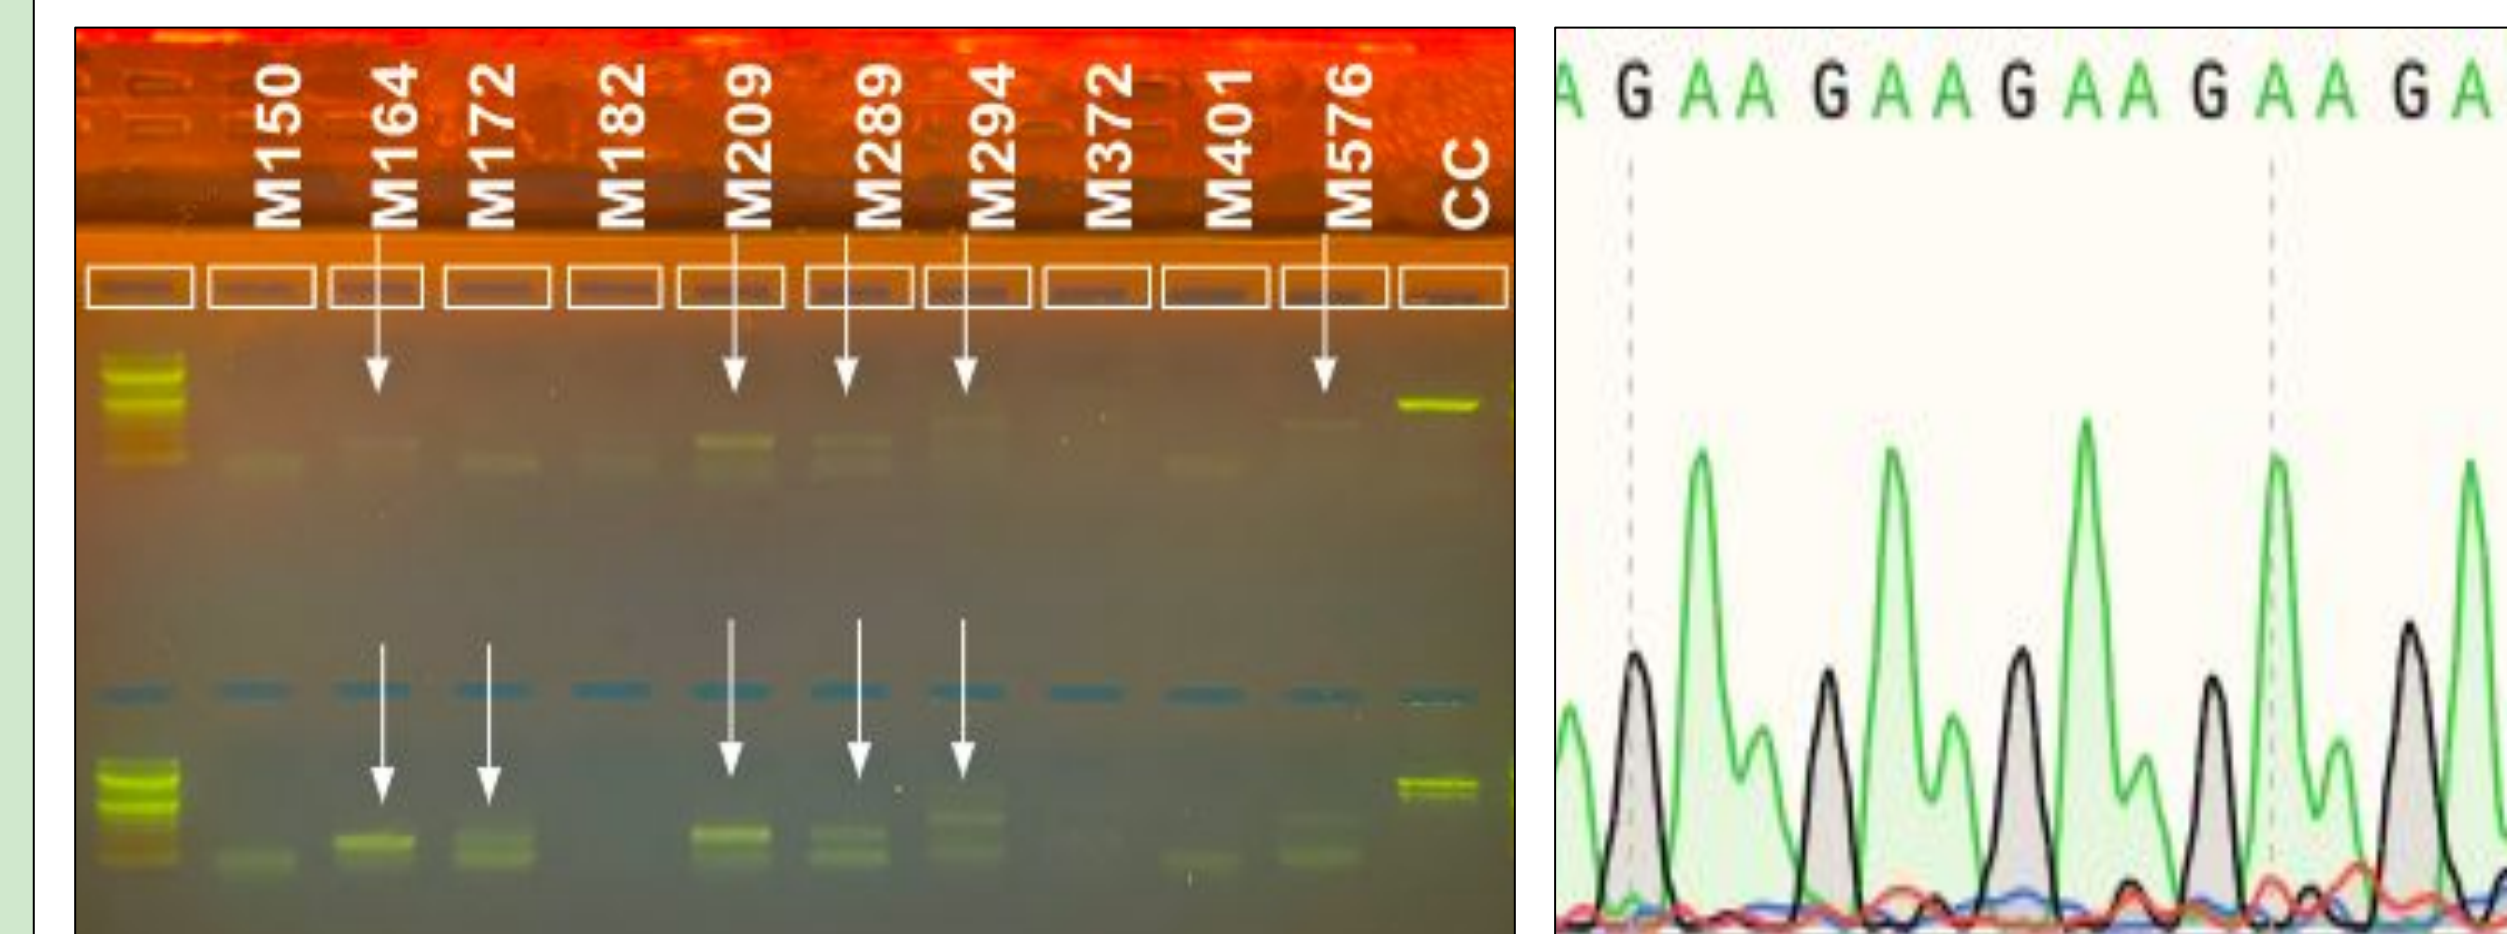 M150
M164
M172
M182
M209
M289
M294
M372
M401
M576
CC
A G A A G A A G A A G A A G A